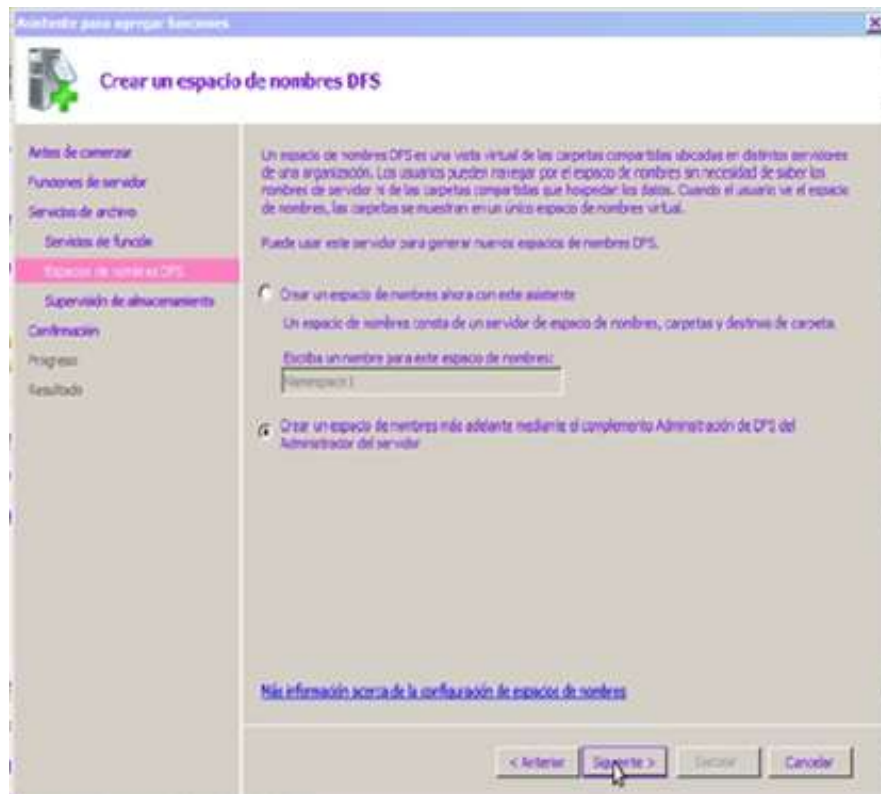 Asistente para agregar funciones
Crear un espacio de nombres DFS
Antes de comenzar
Funciones de servidor
Servicios de archivo
Servicios de función
Espacios de nombres DFS
Supervisión de almacenamiento
Confirmación
Progreso
Resultado
Un espacio de nombres DFS es una vista virtual de las carpetas compartidas ubicadas en distintos servidores
de una organización. Los usuarios pueden navegar por el espacio de nombres sin necesidad de saber los
nombres de servidor ni de las carpetas compartidas que hospedan los datos. Cuando el usuario ve el espacio
de nombres, las carpetas se muestran en un único espacio de nombres virtual.
Puede usar este servidor para generar nuevos espacios de nombres DFS.
Crear un espacio de nombres ahora con este asistente
Un espacio de nombres consta de un servidor de espacio de nombres, carpetas y destinos de carpeta.
Escriba un nombre para este espacio de nombres:
Namespace1
Crear un espacio de nombres más adelante mediante el complemento Administración de DFS del
Administrador del servidor
Más información acerca de la configuración de espacios de nombres
< Anterior Siguiente > Instalar Cancelar